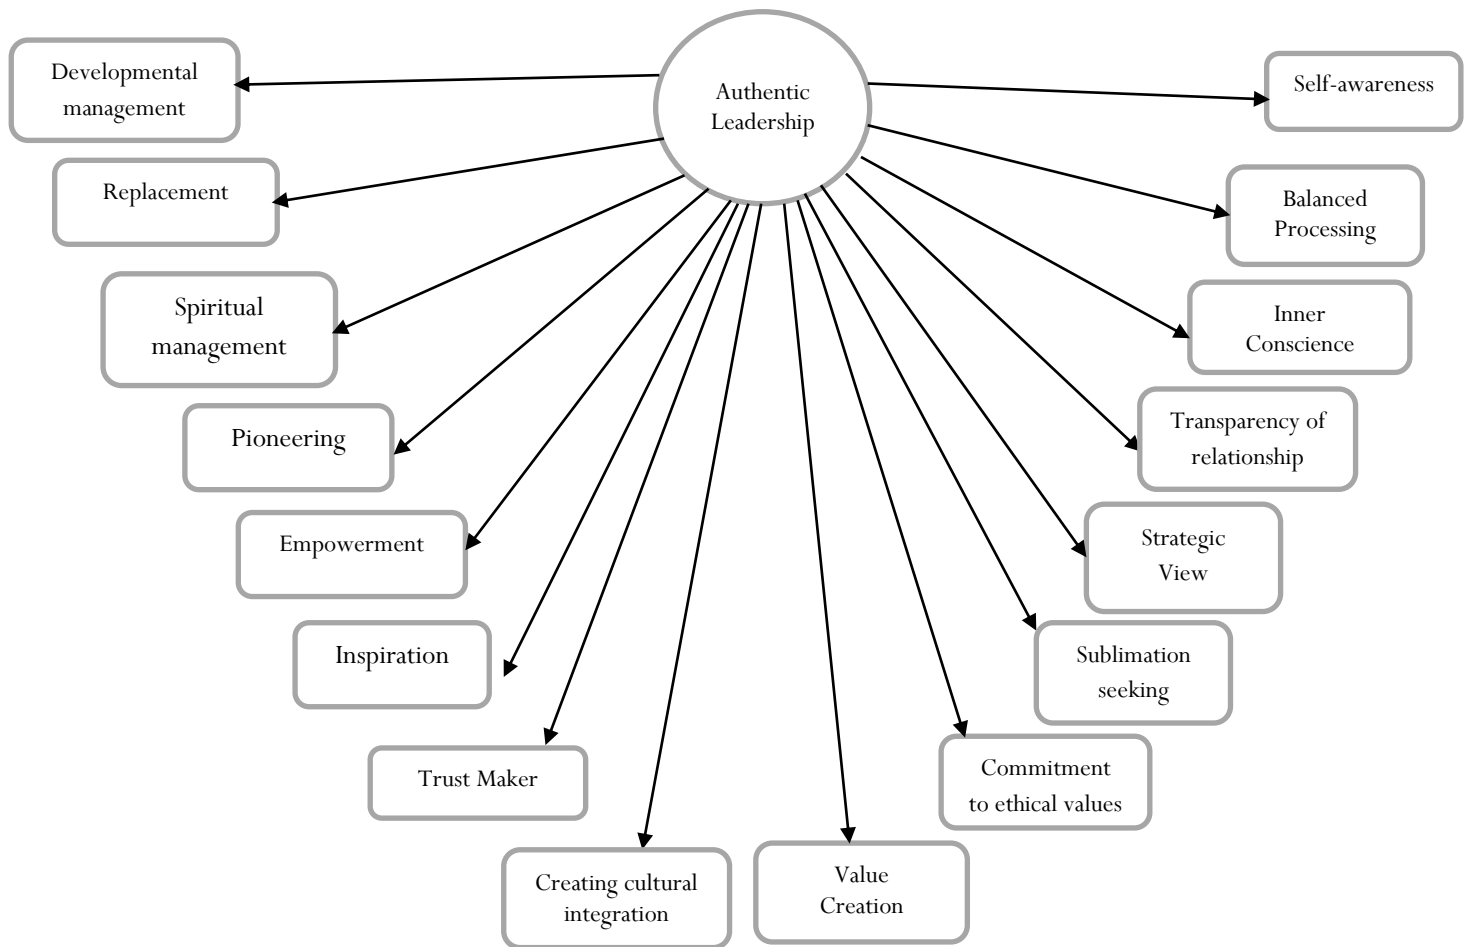 Authentic
Leadership
Developmental
management
Replacement
Spiritual
management
Pioneering
Empowerment
Inspiration
Trust Maker
Creating cultural
integration
Self-awareness
Balanced
Processing
Inner
Conscience
Transparency of
relationship
Strategic
View
Sublimation
seeking
Commitment
to ethical values
Value
Creation